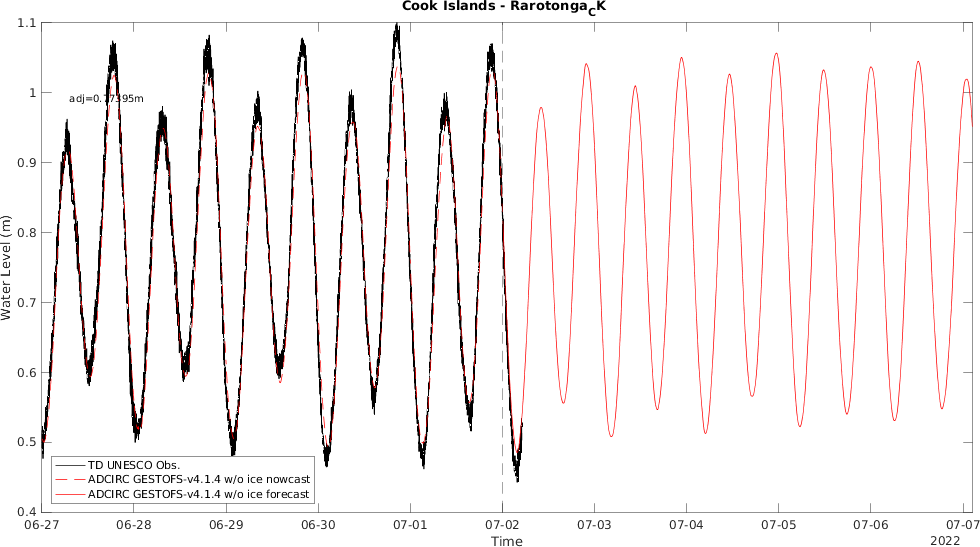 Cook Islands - Rarotonga_CK
1.1
1
0.9
0.8
0.7
0.6
0.5
0.4
Water Level (m)
adj=0.77395m
TD UNESCO Obs.
ADCIRC GESTOFS-v4.1.4 w/o ice nowcast
ADCIRC GESTOFS-v4.1.4 w/o ice forecast
06-27 06-28 06-29 06-30 07-01 07-02 07-03 07-04 07-05 07-06 07-07
Time
2022